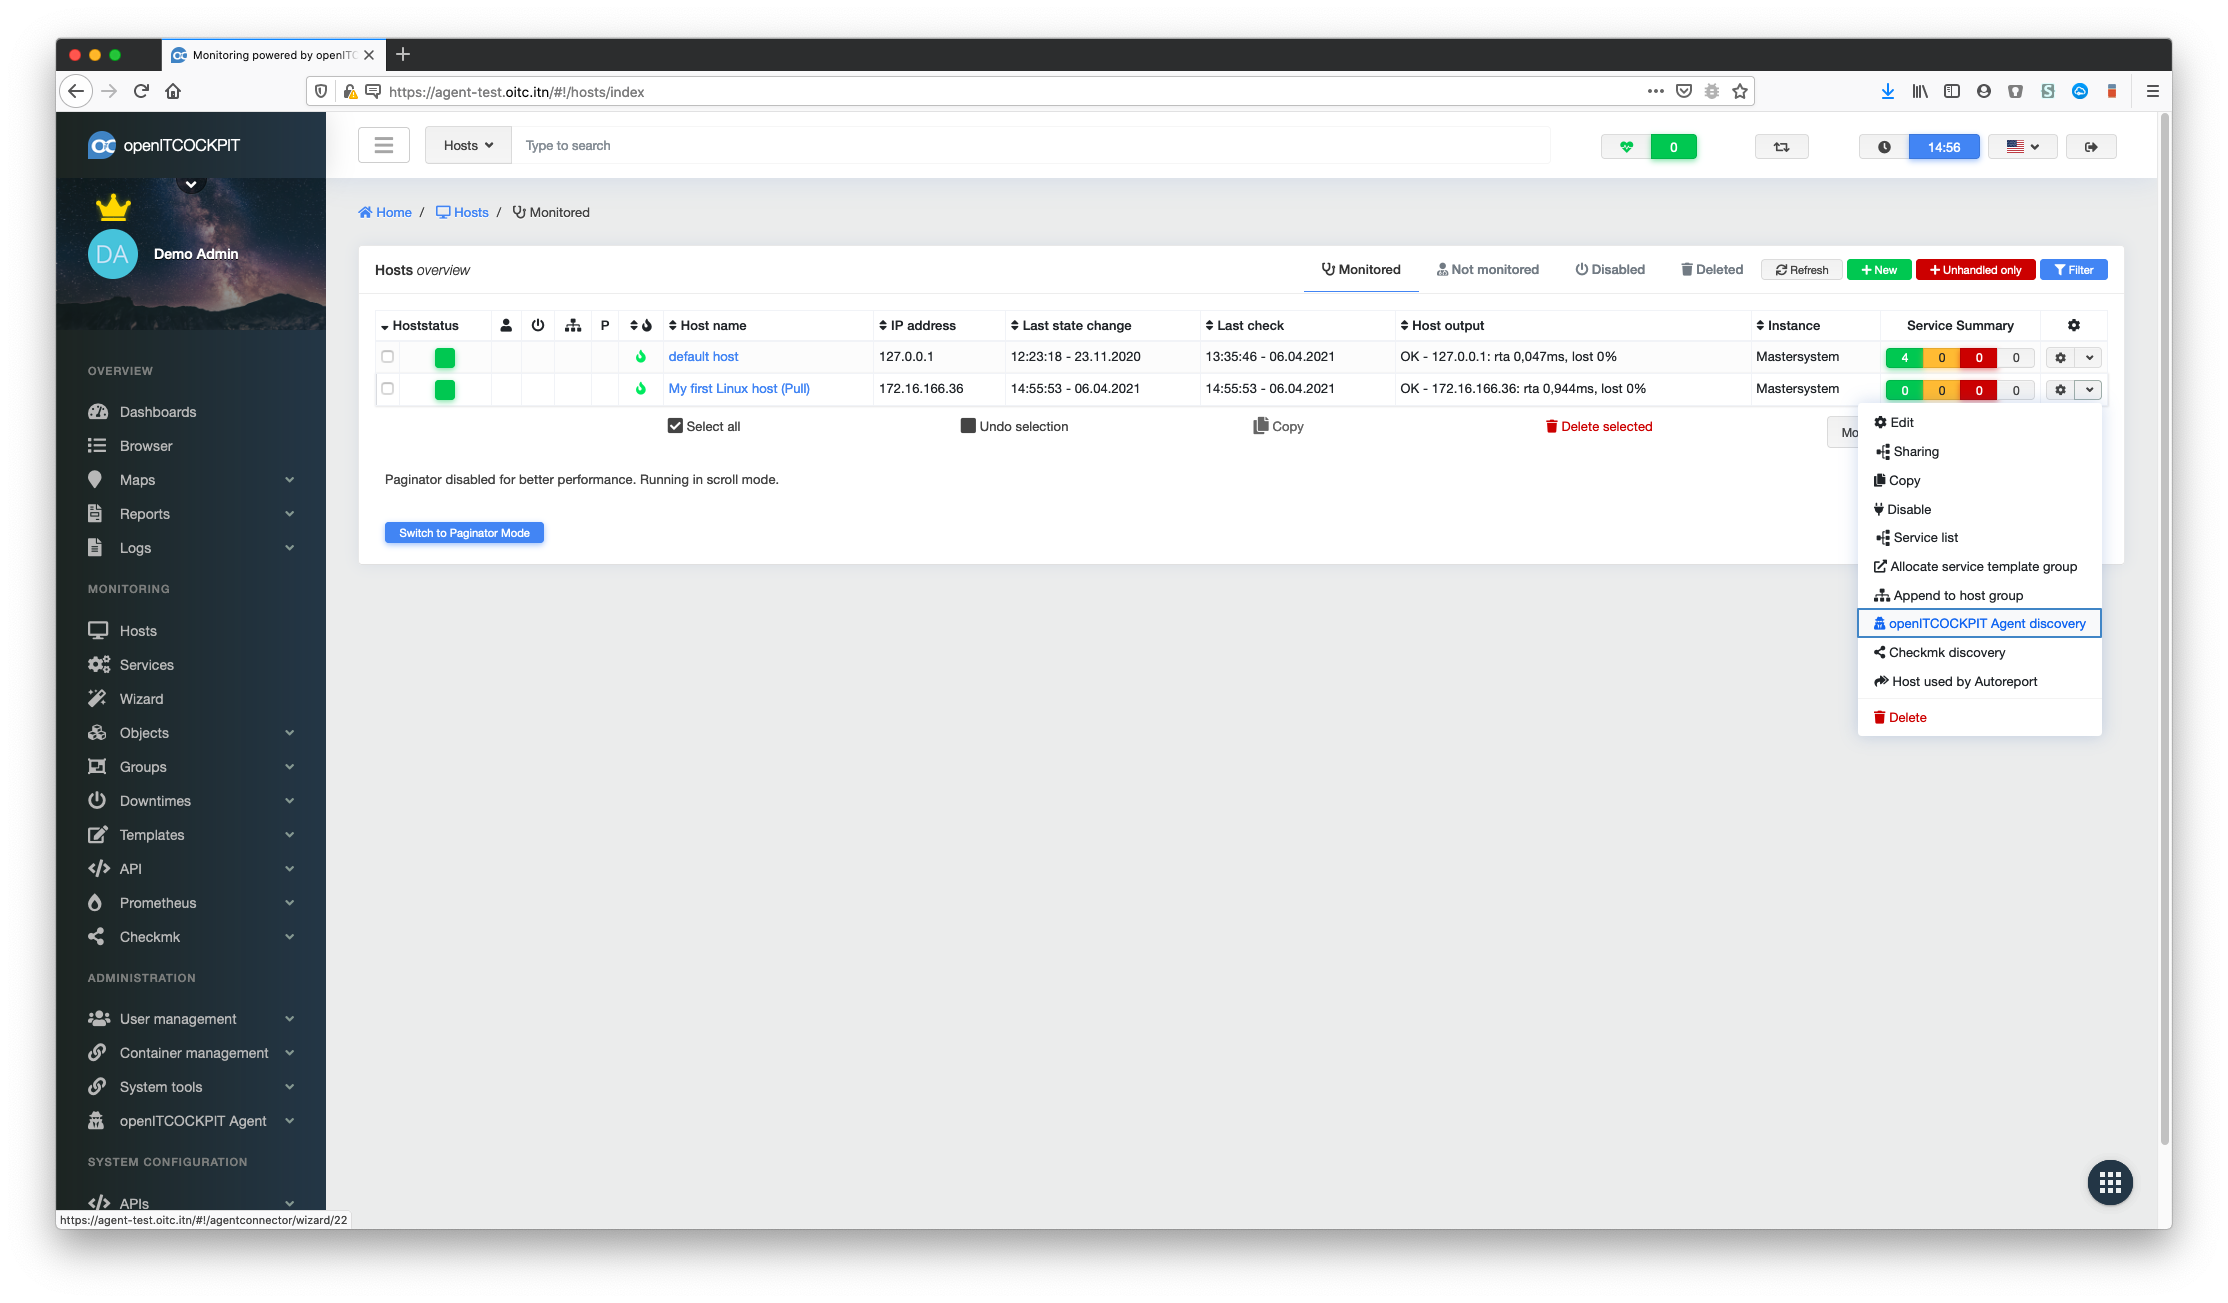 Monitoring powered by openITC
https://agent-test.oitc.itn/#!/hosts/index
openITCOCKPIT
Hosts
Type to search
0
14:56
DA
Demo Admin
Home / Hosts / Monitored
Hosts overview
Monitored
Not monitored
Disabled
Deleted
Refresh
New
Unhandled only
Filter
Hoststatus P Host name IP address Last state change Last check Host output Instance Service Summary
default host 127.0.0.1 12:23:18 - 23.11.2020 13:35:46 - 06.04.2021 OK - 127.0.0.1: rta 0,047ms, lost 0% Mastersystem 4 0 0 0
My first Linux host (Pull) 172.16.166.36 14:55:53 - 06.04.2021 14:55:53 - 06.04.2021 OK - 172.16.166.36: rta 0,944ms, lost 0% Mastersystem 0 0 0 0
Select all
Undo selection
Copy
Delete selected
Mo
Paginator disabled for better performance. Running in scroll mode.
Switch to Paginator Mode
Edit
Sharing
Copy
Disable
Service list
Allocate service template group
Append to host group
openITCOCKPIT Agent discovery
Checkmk discovery
Host used by Autoreport
Delete
OVERVIEW
Dashboards
Browser
Maps
Reports
Logs
MONITORING
Hosts
Services
Wizard
Objects
Groups
Downtimes
Templates
API
Prometheus
Checkmk
ADMINISTRATION
User management
Container management
System tools
openITCOCKPIT Agent
SYSTEM CONFIGURATION
APIs
https://agent-test.oitc.itn/#!/agentconnector/wizard/22